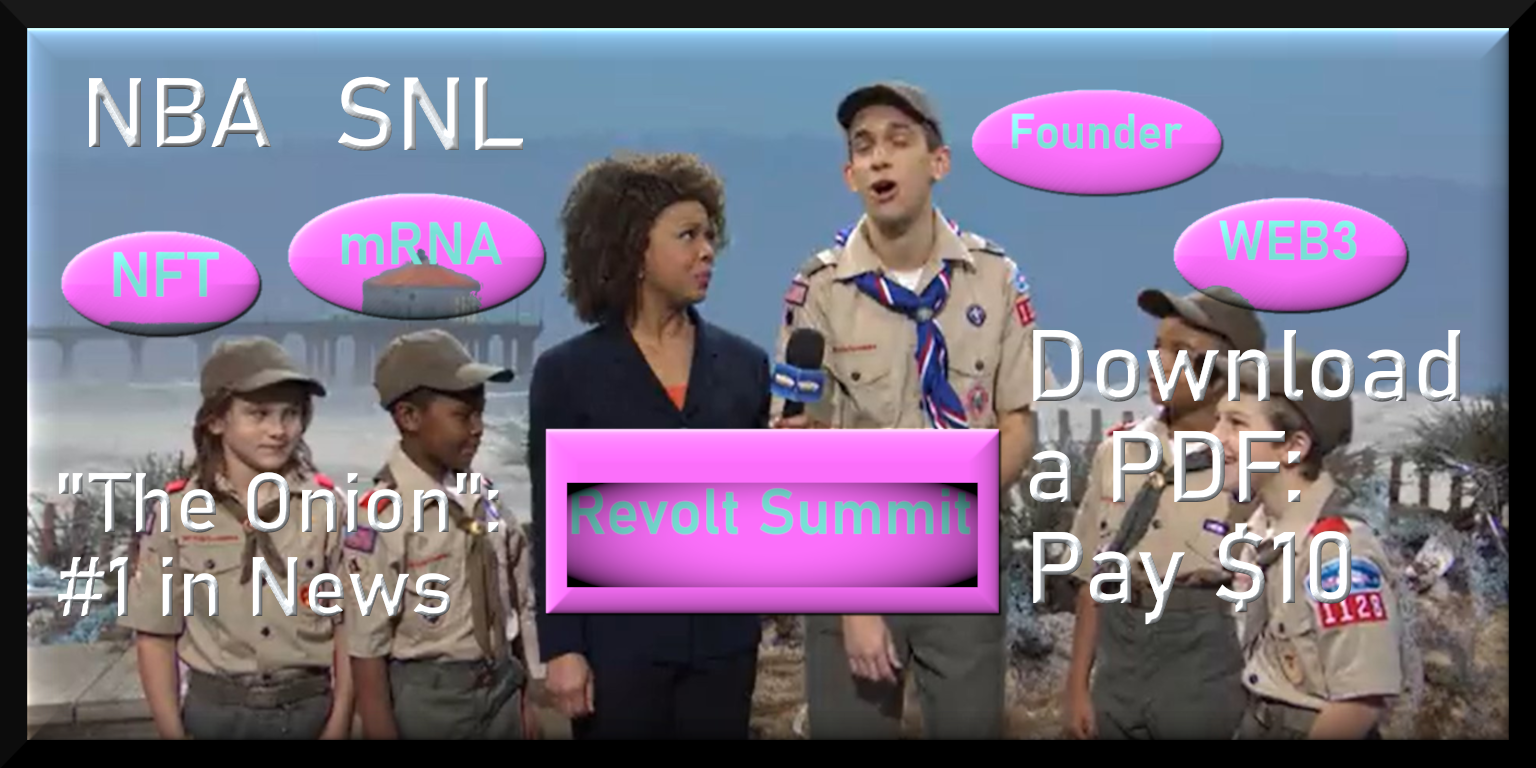 NBA SNL
Founder
mRNA
NFT
WEB3
Download
a PDF:
Pay $10
"The Onion":
#1 in News
Revolt Summit
1128